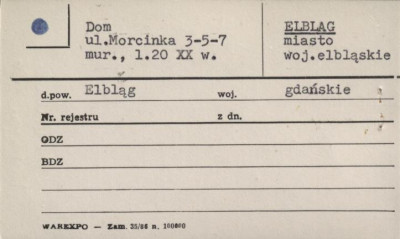 Dom
ul.Morcinka 3-5-7
mur., 1.20 XX w.
ELBLĄG
miasto
woj.elbląskie
d.pow. Elbląg woj. gdańskie
Nr. rejestru z dn.
GDZ
BDZ
WAREXPO — Zam. 35/86 n. 100000